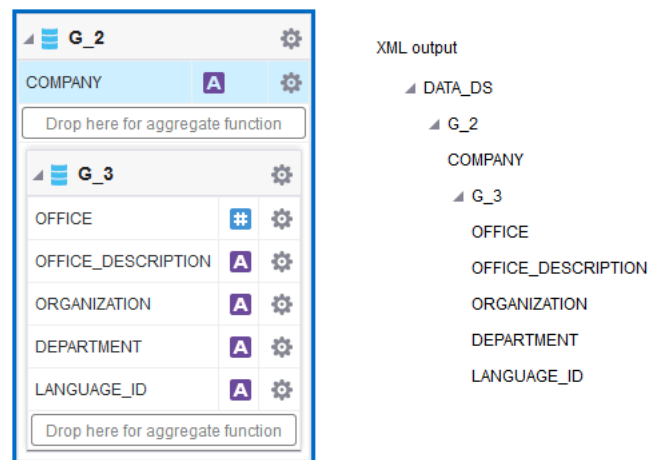 G_2
COMPANY A
Drop here for aggregate function
G_3
OFFICE #
OFFICE_DESCRIPTION A
ORGANIZATION A
DEPARTMENT A
LANGUAGE_ID A
Drop here for aggregate function
XML output
DATA_DS
G_2
COMPANY
G_3
OFFICE
OFFICE_DESCRIPTION
ORGANIZATION
DEPARTMENT
LANGUAGE_ID